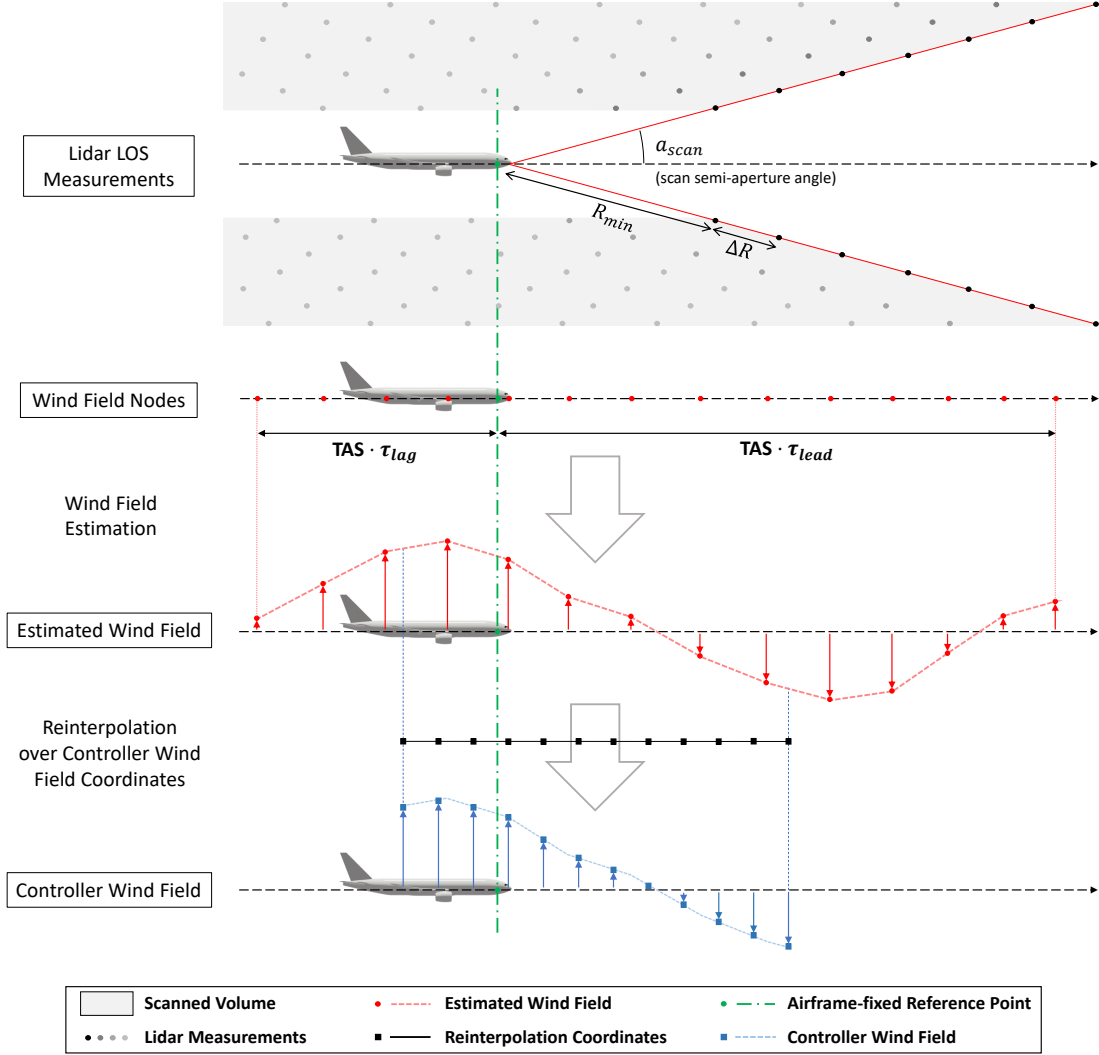 Lidar LOS
Measurements
a_scan
(scan semi-aperture angle)
R_min
ΔR
Wind Field Nodes
TAS · τ_lag
TAS · τ_lead
Wind Field
Estimation
Estimated Wind Field
Reinterpolation
over Controller Wind
Field Coordinates
Controller Wind Field
Scanned Volume
Estimated Wind Field
Airframe-fixed Reference Point
Lidar Measurements
Reinterpolation Coordinates
Controller Wind Field